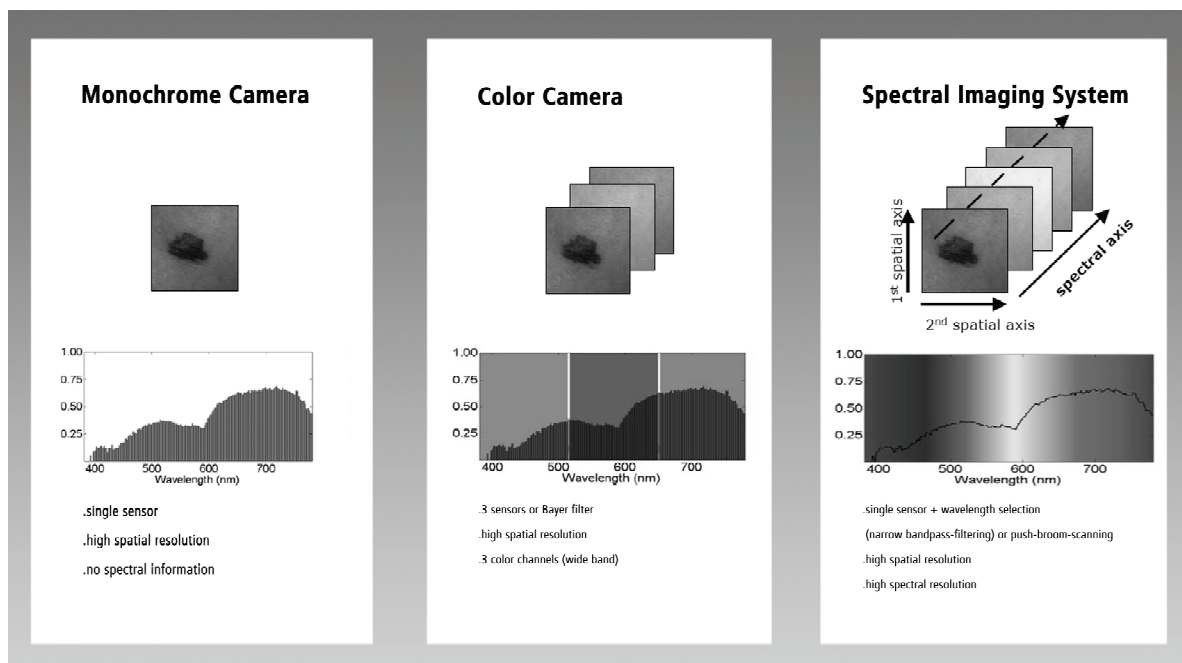 Monochrome Camera
1.00
0.75
0.50
0.25
400 500 600 700
Wavelength (nm)
.single sensor
.high spatial resolution
.no spectral information
Color Camera
1.00
0.75
0.50
0.25
400 500 600 700
Wavelength (nm)
.3 sensors or Bayer filter
.high spatial resolution
.3 color channels (wide band)
Spectral Imaging System
1st spatial axis
2nd spatial axis
spectral axis
1.00
0.75
0.50
0.25
400 500 600 700
Wavelength (nm)
.single sensor + wavelength selection
(narrow bandpass-filtering) or push-broom-scanning
.high spatial resolution
.high spectral resolution